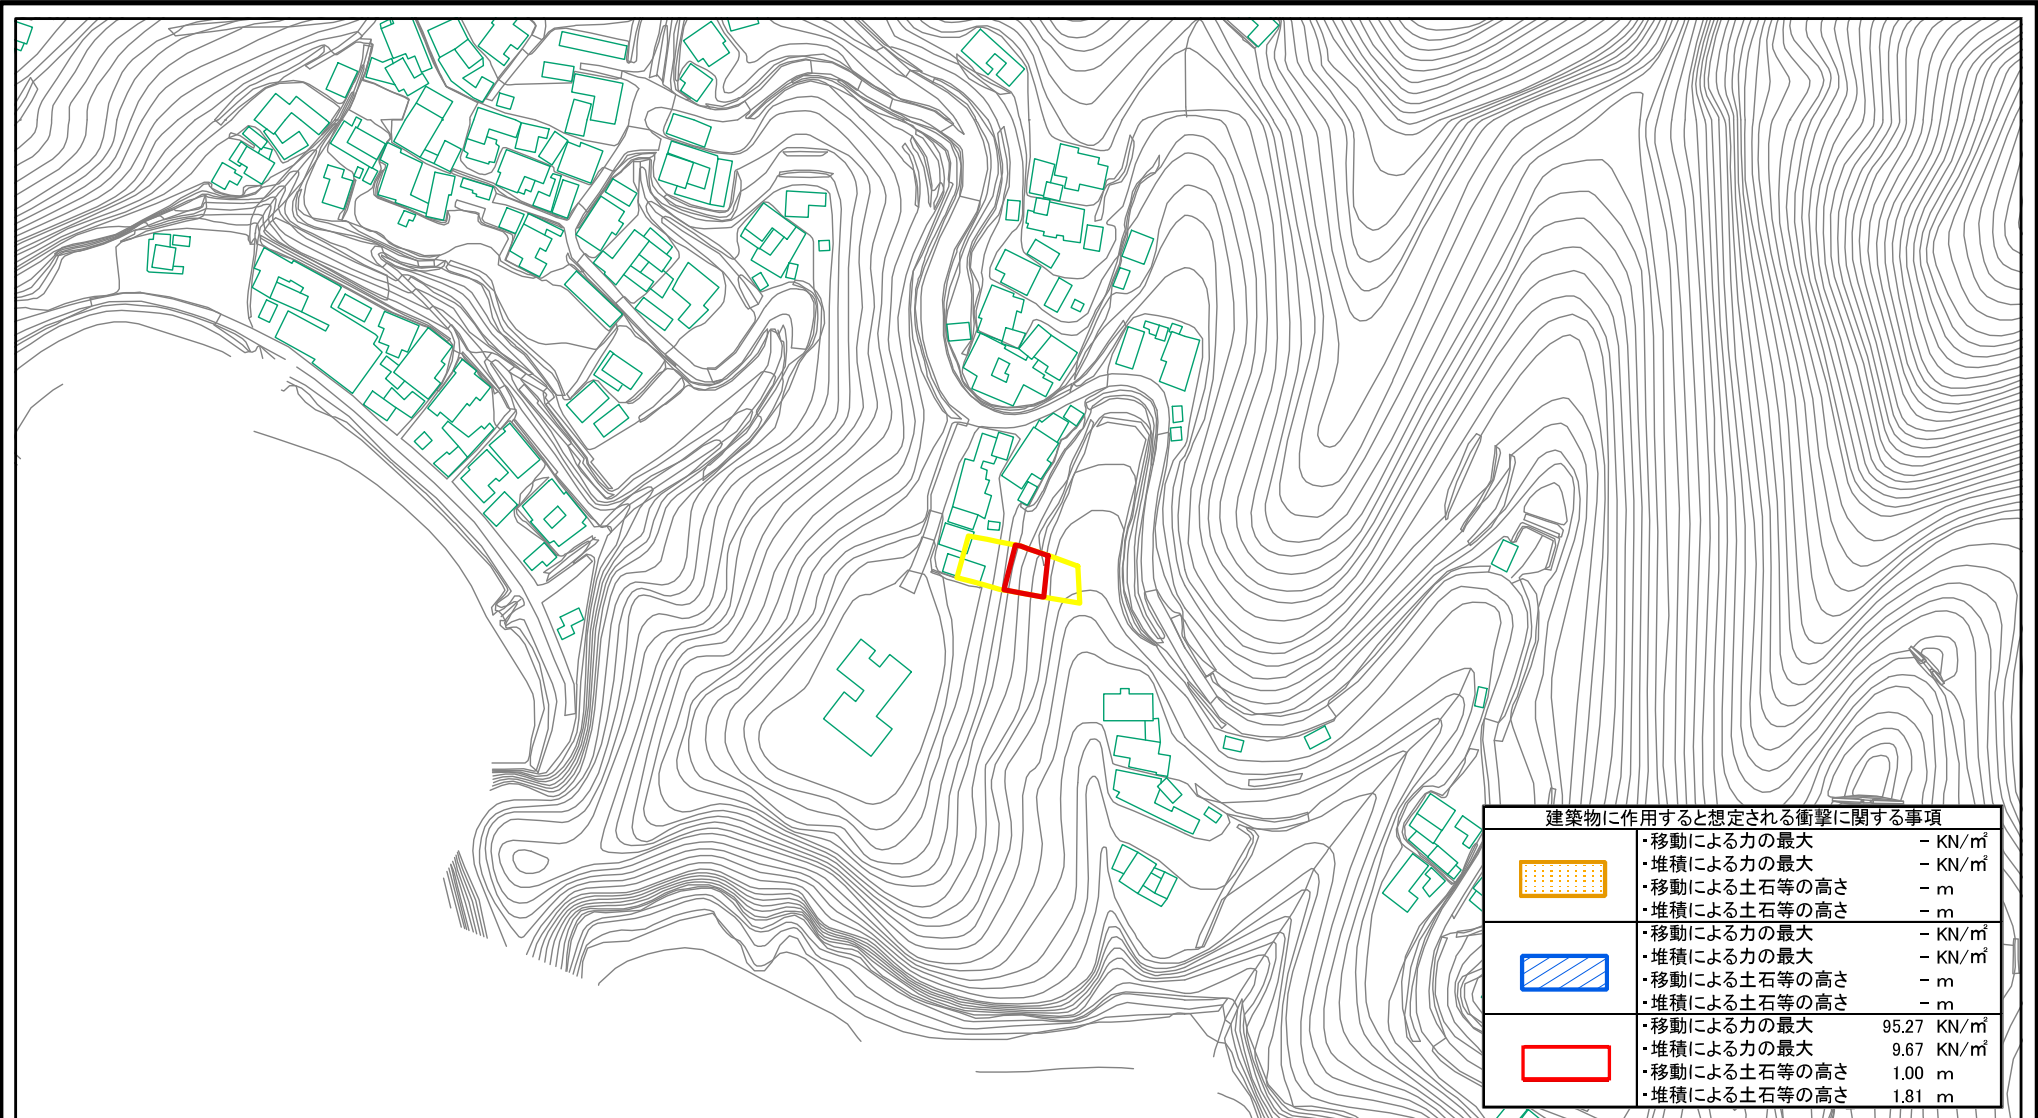 建築物に作用すると想定される衝撃に関する事項
・移動による力の最大 － KN/㎡
・堆積による力の最大 － KN/㎡
・移動による土石等の高さ － m
・堆積による土石等の高さ － m
・移動による力の最大 － KN/㎡
・堆積による力の最大 － KN/㎡
・移動による土石等の高さ － m
・堆積による土石等の高さ － m
・移動による力の最大 95.27 KN/㎡
・堆積による力の最大 9.67 KN/㎡
・移動による土石等の高さ 1.00 m
・堆積による土石等の高さ 1.81 m